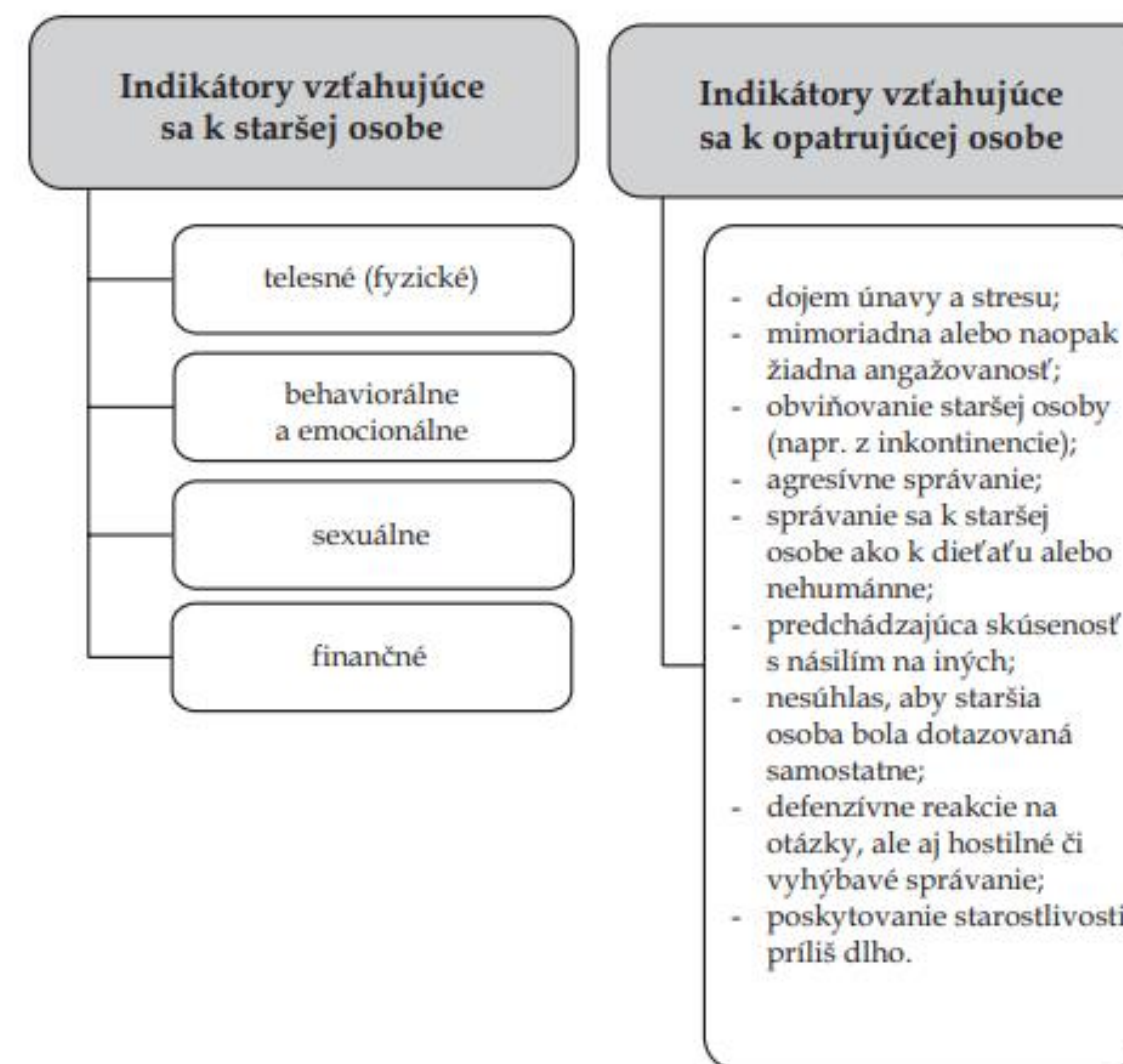 Indikátory vzťahujúce
sa k staršej osobe
telesné (fyzické)
behaviorálne
a emocionálne
sexuálne
finančné
Indikátory vzťahujúce
sa k opatrujúcej osobe
- dojem únavy a stresu;
- mimoriadna alebo naopak
žiadna angažovanosť;
- obviňovanie staršej osoby
(napr. z inkontinencie);
- agresívne správanie;
- správanie sa k staršej
osobe ako k dieťaťu alebo
nehumánne;
- predchádzajúca skúsenosť
s násilím na iných;
- nesúhlas, aby staršia
osoba bola dotazovaná
samostatne;
- defenzívne reakcie na
otázky, ale aj hostilné či
vyhýbavé správanie;
- poskytovanie starostlivosti
príliš dlho.